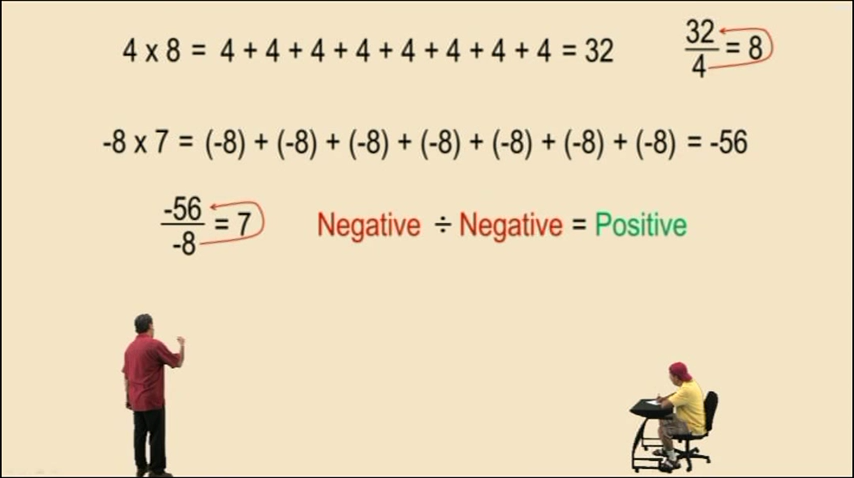 4 x 8 = 4 + 4 + 4 + 4 + 4 + 4 + 4 + 4 = 32
32/4 = 8
-8 x 7 = (-8) + (-8) + (-8) + (-8) + (-8) + (-8) + (-8) = -56
-56/-8 = 7
Negative ÷ Negative = Positive